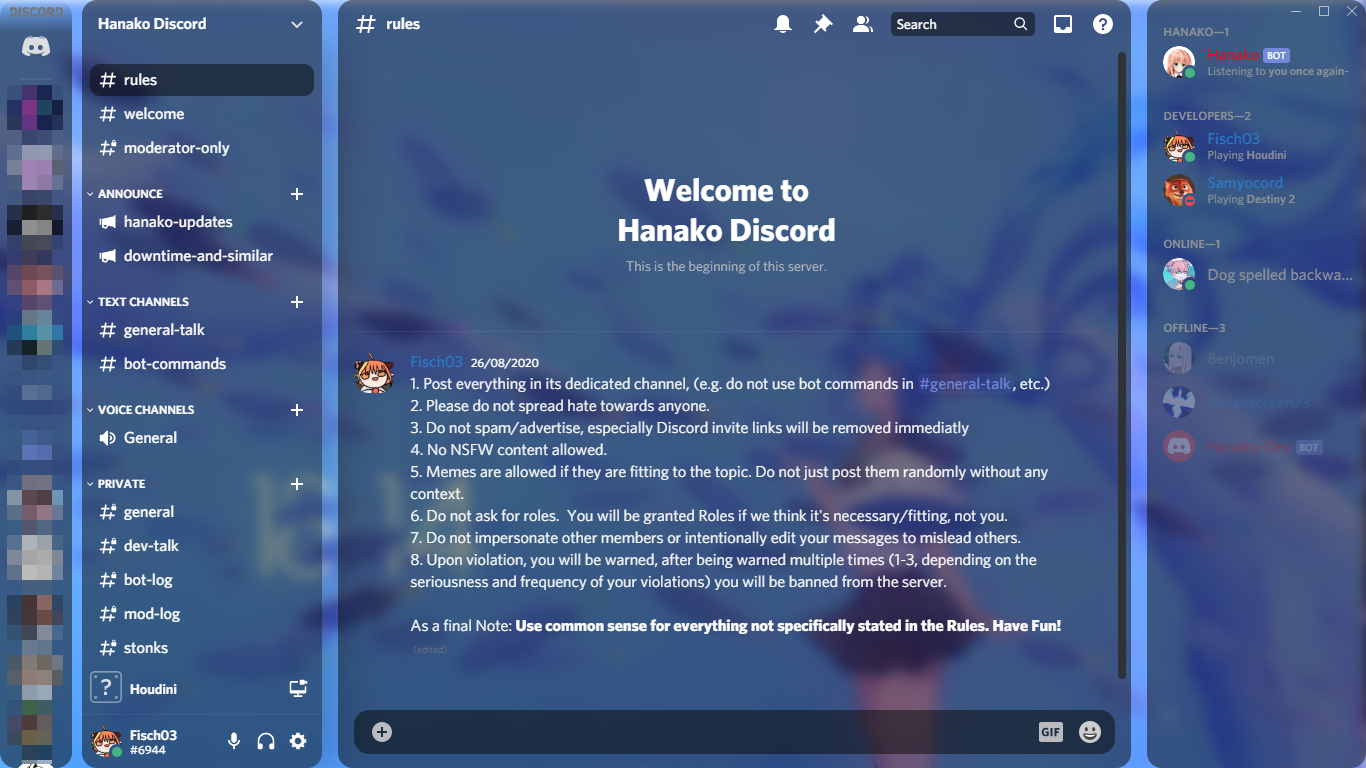 DISCORD
Hanako Discord
rules
welcome
moderator-only
ANNOUNCE
hanako-updates
downtime-and-similar
TEXT CHANNELS
general-talk
bot-commands
VOICE CHANNELS
General
PRIVATE
general
dev-talk
bot-log
mod-log
stonks
? Houdini
Fisch03
#6944
# rules
Search
Welcome to
Hanako Discord
This is the beginning of this server.
Fisch03 26/08/2020
1. Post everything in its dedicated channel, (e.g. do not use bot commands in #general-talk, etc.)
2. Please do not spread hate towards anyone.
3. Do not spam/advertise, especially Discord invite links will be removed immediatly
4. No NSFW content allowed.
5. Memes are allowed if they are fitting to the topic. Do not just post them randomly without any
context.
6. Do not ask for roles.  You will be granted Roles if we think it's necessary/fitting, not you.
7. Do not impersonate other members or intentionally edit your messages to mislead others.
8. Upon violation, you will be warned, after being warned multiple times (1-3, depending on the
seriousness and frequency of your violations) you will be banned from the server.
As a final Note: Use common sense for everything not specifically stated in the Rules. Have Fun!
(edited)
GIF
HANAKO—1
Hanako BOT
Listening to you once again-
DEVELOPERS—2
Fisch03
Playing Houdini
Samyocord
Playing Destiny 2
ONLINE—1
Dog spelled backwa...
OFFLINE—3
Benjomen
Greenscreen23
BOT